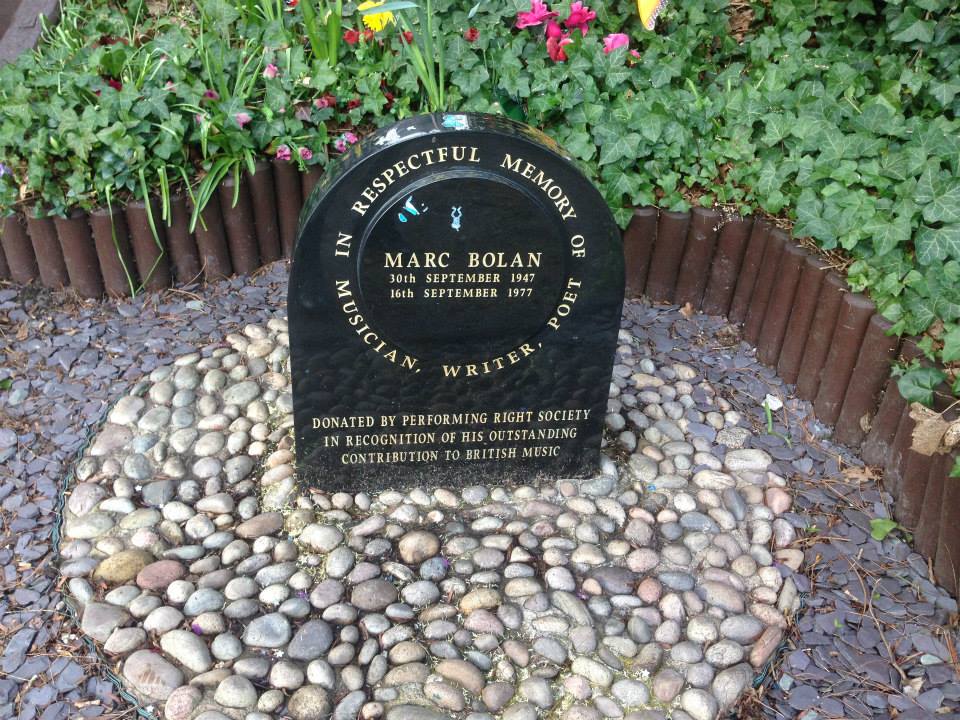 IN RESPECTFUL MEMORY OF
MARC BOLAN
30th SEPTEMBER 1947
16th SEPTEMBER 1977
MUSICIAN, WRITER, POET
DONATED BY PERFORMING RIGHT SOCIETY
IN RECOGNITION OF HIS OUTSTANDING
CONTRIBUTION TO BRITISH MUSIC